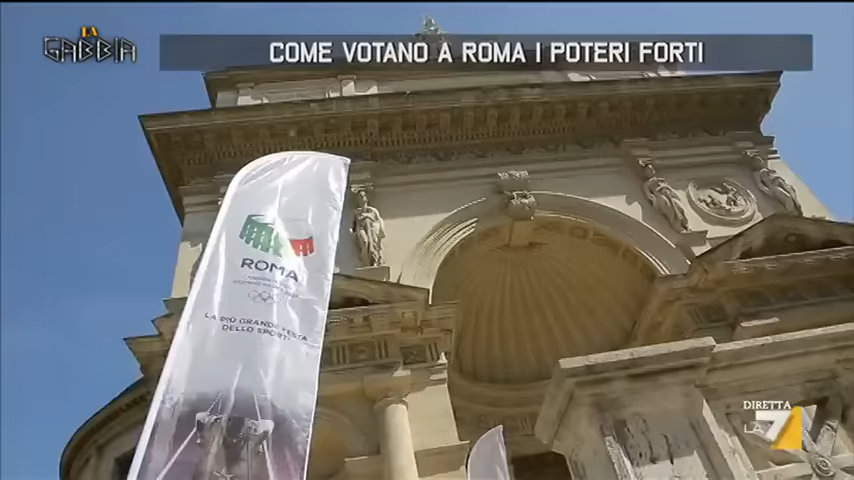 LA
GABBIA
COME VOTANO A ROMA I POTERI FORTI
ROMA
LA PIÙ GRANDE FESTA
DELLO SPORT!
DIRETTA
LA7